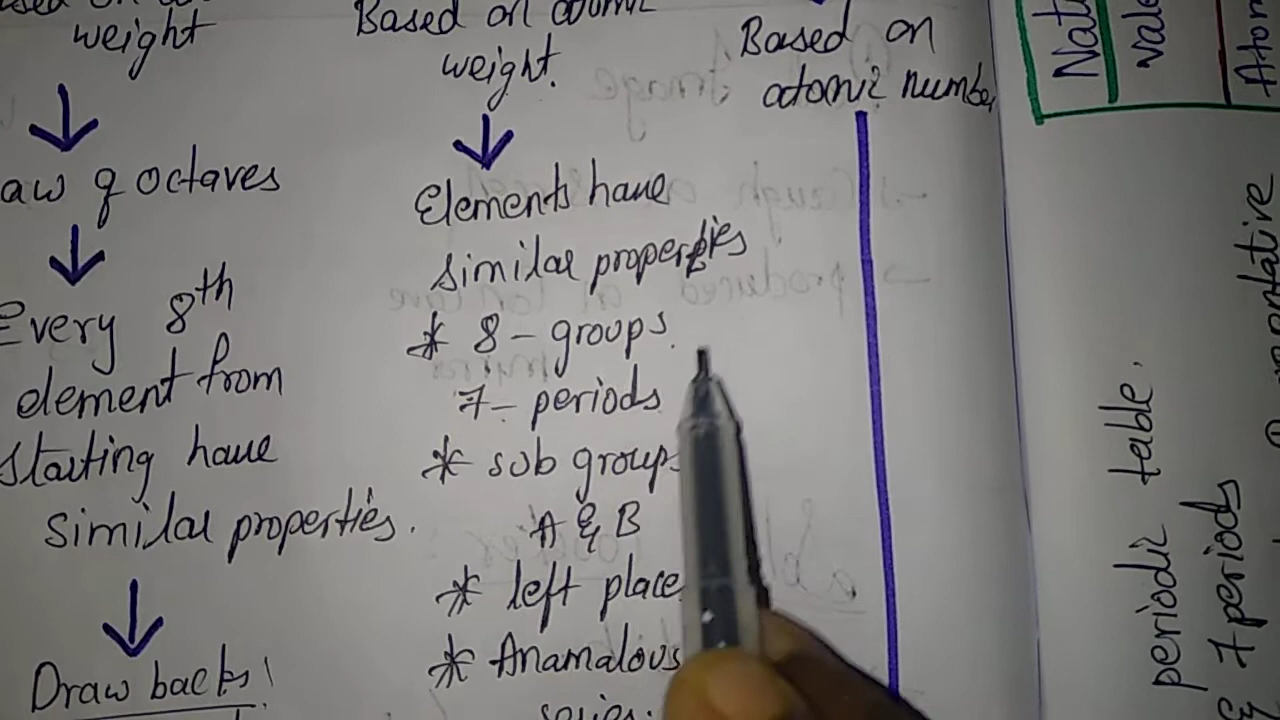 weight
aw of octaves
Every 8th
element from
starting have
similar properties.
Draw backs!
Based on atomic
weight.
Elements have
similar properties
* 8 - groups.
7 - periods
* sub group
A & B
* left place
* Anamalous
series.
Based on
atomic number
periodic table.
& 7 periods